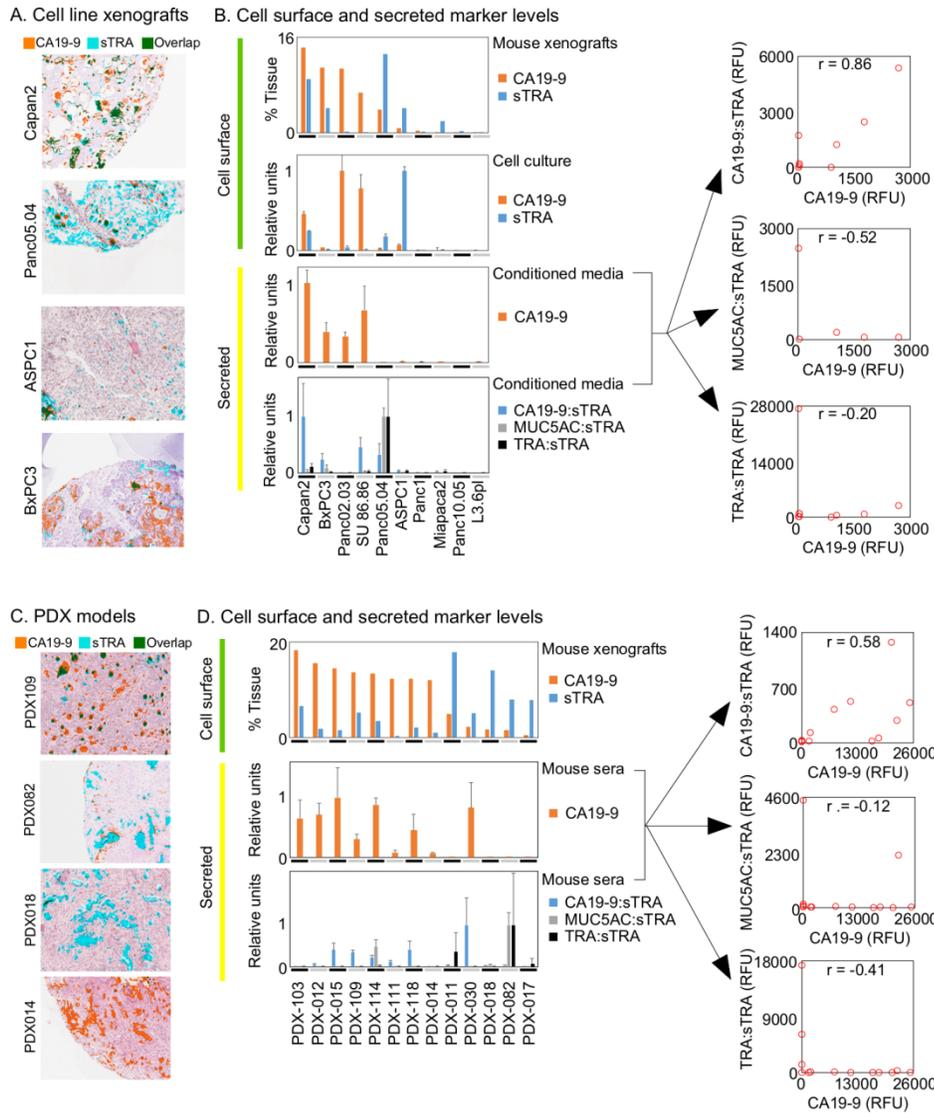 A. Cell line xenografts
CA19-9 sTRA Overlap
Capan2
Panc05.04
ASPC1
BxPC3
B. Cell surface and secreted marker levels
Cell surface
Secreted
16
% Tissue
0
Mouse xenografts
CA19-9
sTRA
1
Relative units
0
Cell culture
CA19-9
sTRA
1
Relative units
0
Conditioned media
CA19-9
1
Relative units
0
Conditioned media
CA19-9:sTRA
MUC5AC:sTRA
TRA:sTRA
Capan2
BxPC3
Panc02.03
SU 86.86
Panc05.04
ASPC1
Panc1
Miapaca2
Panc10.05
L3.6pl
CA19-9:sTRA (RFU)
6000
3000
0
r = 0.86
0 1500 3000
CA19-9 (RFU)
MUC5AC:sTRA (RFU)
3000
1500
0
r = -0.52
0 1500 3000
CA19-9 (RFU)
TRA:sTRA (RFU)
28000
14000
0
r = -0.20
0 1500 3000
CA19-9 (RFU)
C. PDX models
CA19-9 sTRA Overlap
PDX109
PDX082
PDX018
PDX014
D. Cell surface and secreted marker levels
Cell surface
Secreted
20
% Tissue
0
Mouse xenografts
CA19-9
sTRA
1
Relative units
0
Mouse sera
CA19-9
1
Relative units
0
Mouse sera
CA19-9:sTRA
MUC5AC:sTRA
TRA:sTRA
PDX-103
PDX-012
PDX-015
PDX-109
PDX-114
PDX-111
PDX-118
PDX-014
PDX-011
PDX-030
PDX-018
PDX-082
PDX-017
CA19-9:sTRA (RFU)
1400
700
0
r = 0.58
0 13000 26000
CA19-9 (RFU)
MUC5AC:sTRA (RFU)
4600
2300
0
r .= -0.12
0 13000 26000
CA19-9 (RFU)
TRA:sTRA (RFU)
18000
9000
0
r = -0.41
0 13000 26000
CA19-9 (RFU)